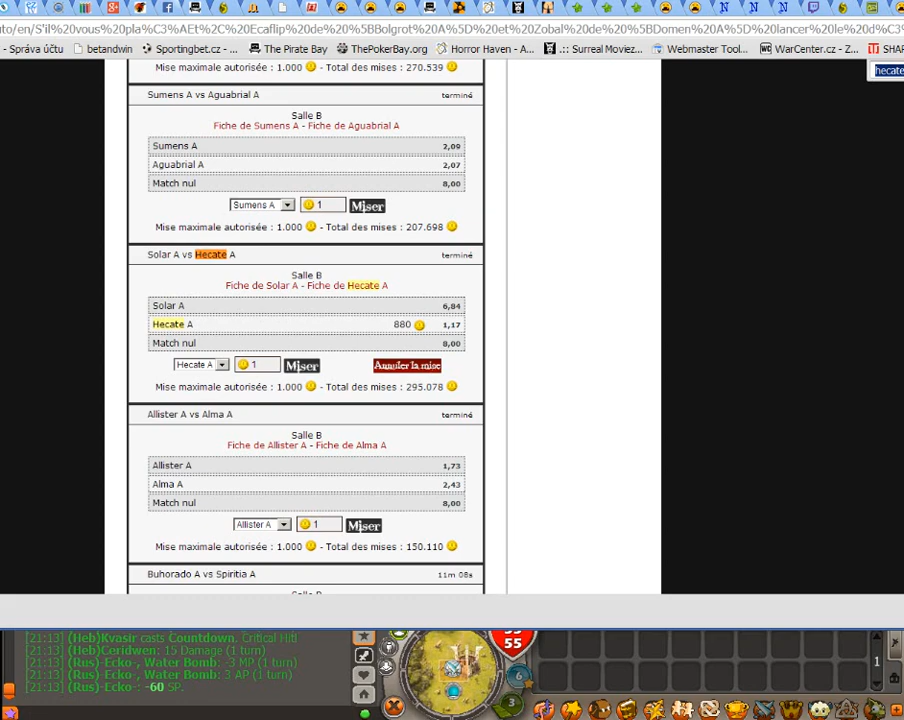 uto/en/S'il%20vous%20pla%C3%AEt%2C%20Ecaflip%20de%20%5BBolgrot%20A%5D%20et%20Zobal%20de%20%5BDomen%20A%5D%20lancer%20le%20d%C3
- Správa účtu betandwin Sportingbet.cz - ... The Pirate Bay ThePokerBay.org Horror Haven - A... .::. Surreal Moviez... Webmaster Tool... WarCenter.cz - Z... SHAR
hecate
Mise maximale autorisée : 1.000 - Total des mises : 270.539
Sumens A vs Aguabrial A terminé
Salle B
Fiche de Sumens A - Fiche de Aguabrial A
Sumens A 2,09
Aguabrial A 2,07
Match nul 8,00
Sumens A 1 Miser
Mise maximale autorisée : 1.000 - Total des mises : 207.698
Solar A vs Hecate A terminé
Salle B
Fiche de Solar A - Fiche de Hecate A
Solar A 6,84
Hecate A 880 1,17
Match nul 8,00
Hecate A 1 Miser Annuler la mise
Mise maximale autorisée : 1.000 - Total des mises : 295.078
Allister A vs Alma A terminé
Salle B
Fiche de Allister A - Fiche de Alma A
Allister A 1,73
Alma A 2,43
Match nul 8,00
Allister A 1 Miser
Mise maximale autorisée : 1.000 - Total des mises : 150.110
Buhorado A vs Spiritia A 11m 08s
[21:13] (Heb)Kvasir casts Countdown. Critical Hit!
[21:13] (Heb)Ceridwen: 15 Damage (1 turn)
[21:13] (Rus)-Ecko-, Water Bomb: -3 MP (1 turn)
[21:13] (Rus)-Ecko-, Water Bomb: 3 AP (1 turn)
[21:13] (Rus)-Ecko-: -60 SP.
55
6
3
1